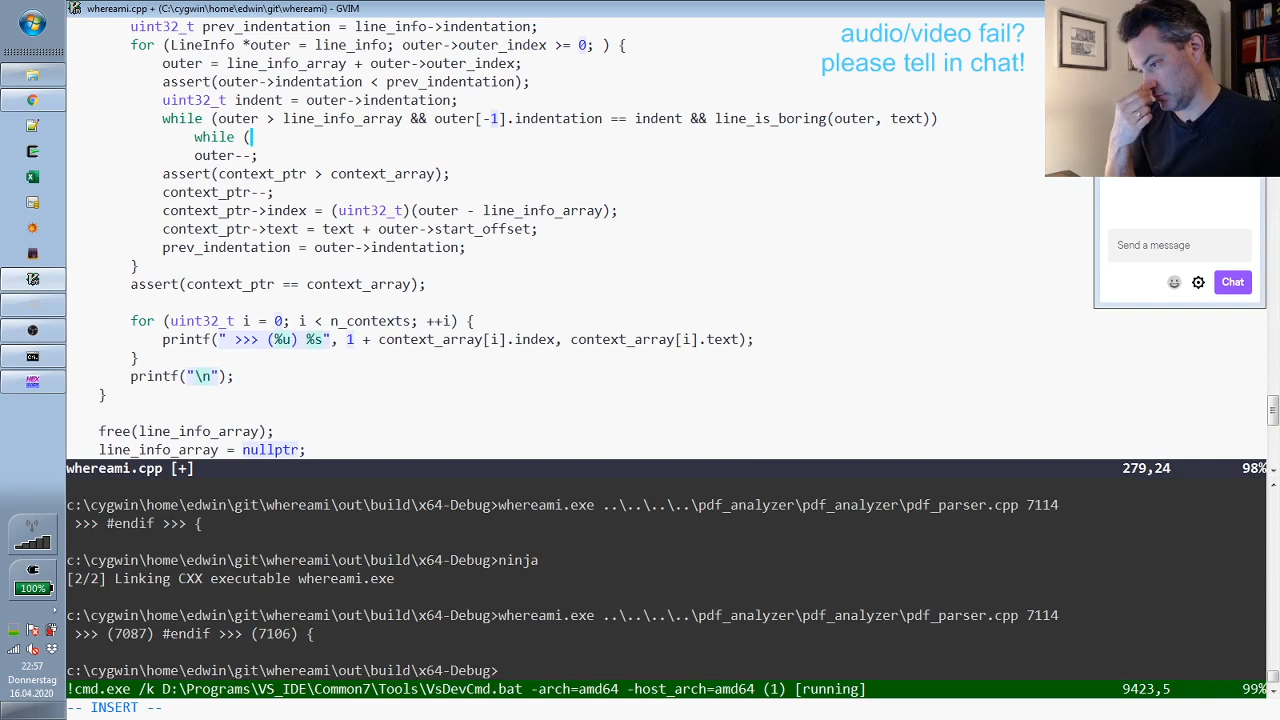 whereami.cpp + (C:\cygwin\home\edwin\git\whereami) - GVIM
uint32_t prev_indentation = line_info->indentation;
for (LineInfo *outer = line_info; outer->outer_index >= 0; ) {
outer = line_info_array + outer->outer_index;
assert(outer->indentation < prev_indentation);
uint32_t indent = outer->indentation;
while (outer > line_info_array && outer[-1].indentation == indent && line_is_boring(outer, text))
while (
outer--;
assert(context_ptr > context_array);
context_ptr--;
context_ptr->index = (uint32_t)(outer - line_info_array);
context_ptr->text = text + outer->start_offset;
prev_indentation = outer->indentation;
}
assert(context_ptr == context_array);
for (uint32_t i = 0; i < n_contexts; ++i) {
printf(" >>> (%u) %s", 1 + context_array[i].index, context_array[i].text);
}
printf("\n");
}
free(line_info_array);
line_info_array = nullptr;
whereami.cpp [+] 279,24 98%
c:\cygwin\home\edwin\git\whereami\out\build\x64-Debug>whereami.exe ..\..\..\..\pdf_analyzer\pdf_analyzer\pdf_parser.cpp 7114
>>> #endif >>> {
c:\cygwin\home\edwin\git\whereami\out\build\x64-Debug>ninja
[2/2] Linking CXX executable whereami.exe
c:\cygwin\home\edwin\git\whereami\out\build\x64-Debug>whereami.exe ..\..\..\..\pdf_analyzer\pdf_analyzer\pdf_parser.cpp 7114
>>> (7087) #endif >>> (7106) {
c:\cygwin\home\edwin\git\whereami\out\build\x64-Debug>
!cmd.exe /k D:\Programs\VS_IDE\Common7\Tools\VsDevCmd.bat -arch=amd64 -host_arch=amd64 (1) [running] 9423,5 99%
-- INSERT --
audio/video fail?
please tell in chat!
Send a message
Chat
100%
22:57
Donnerstag
16.04.2020
HEX